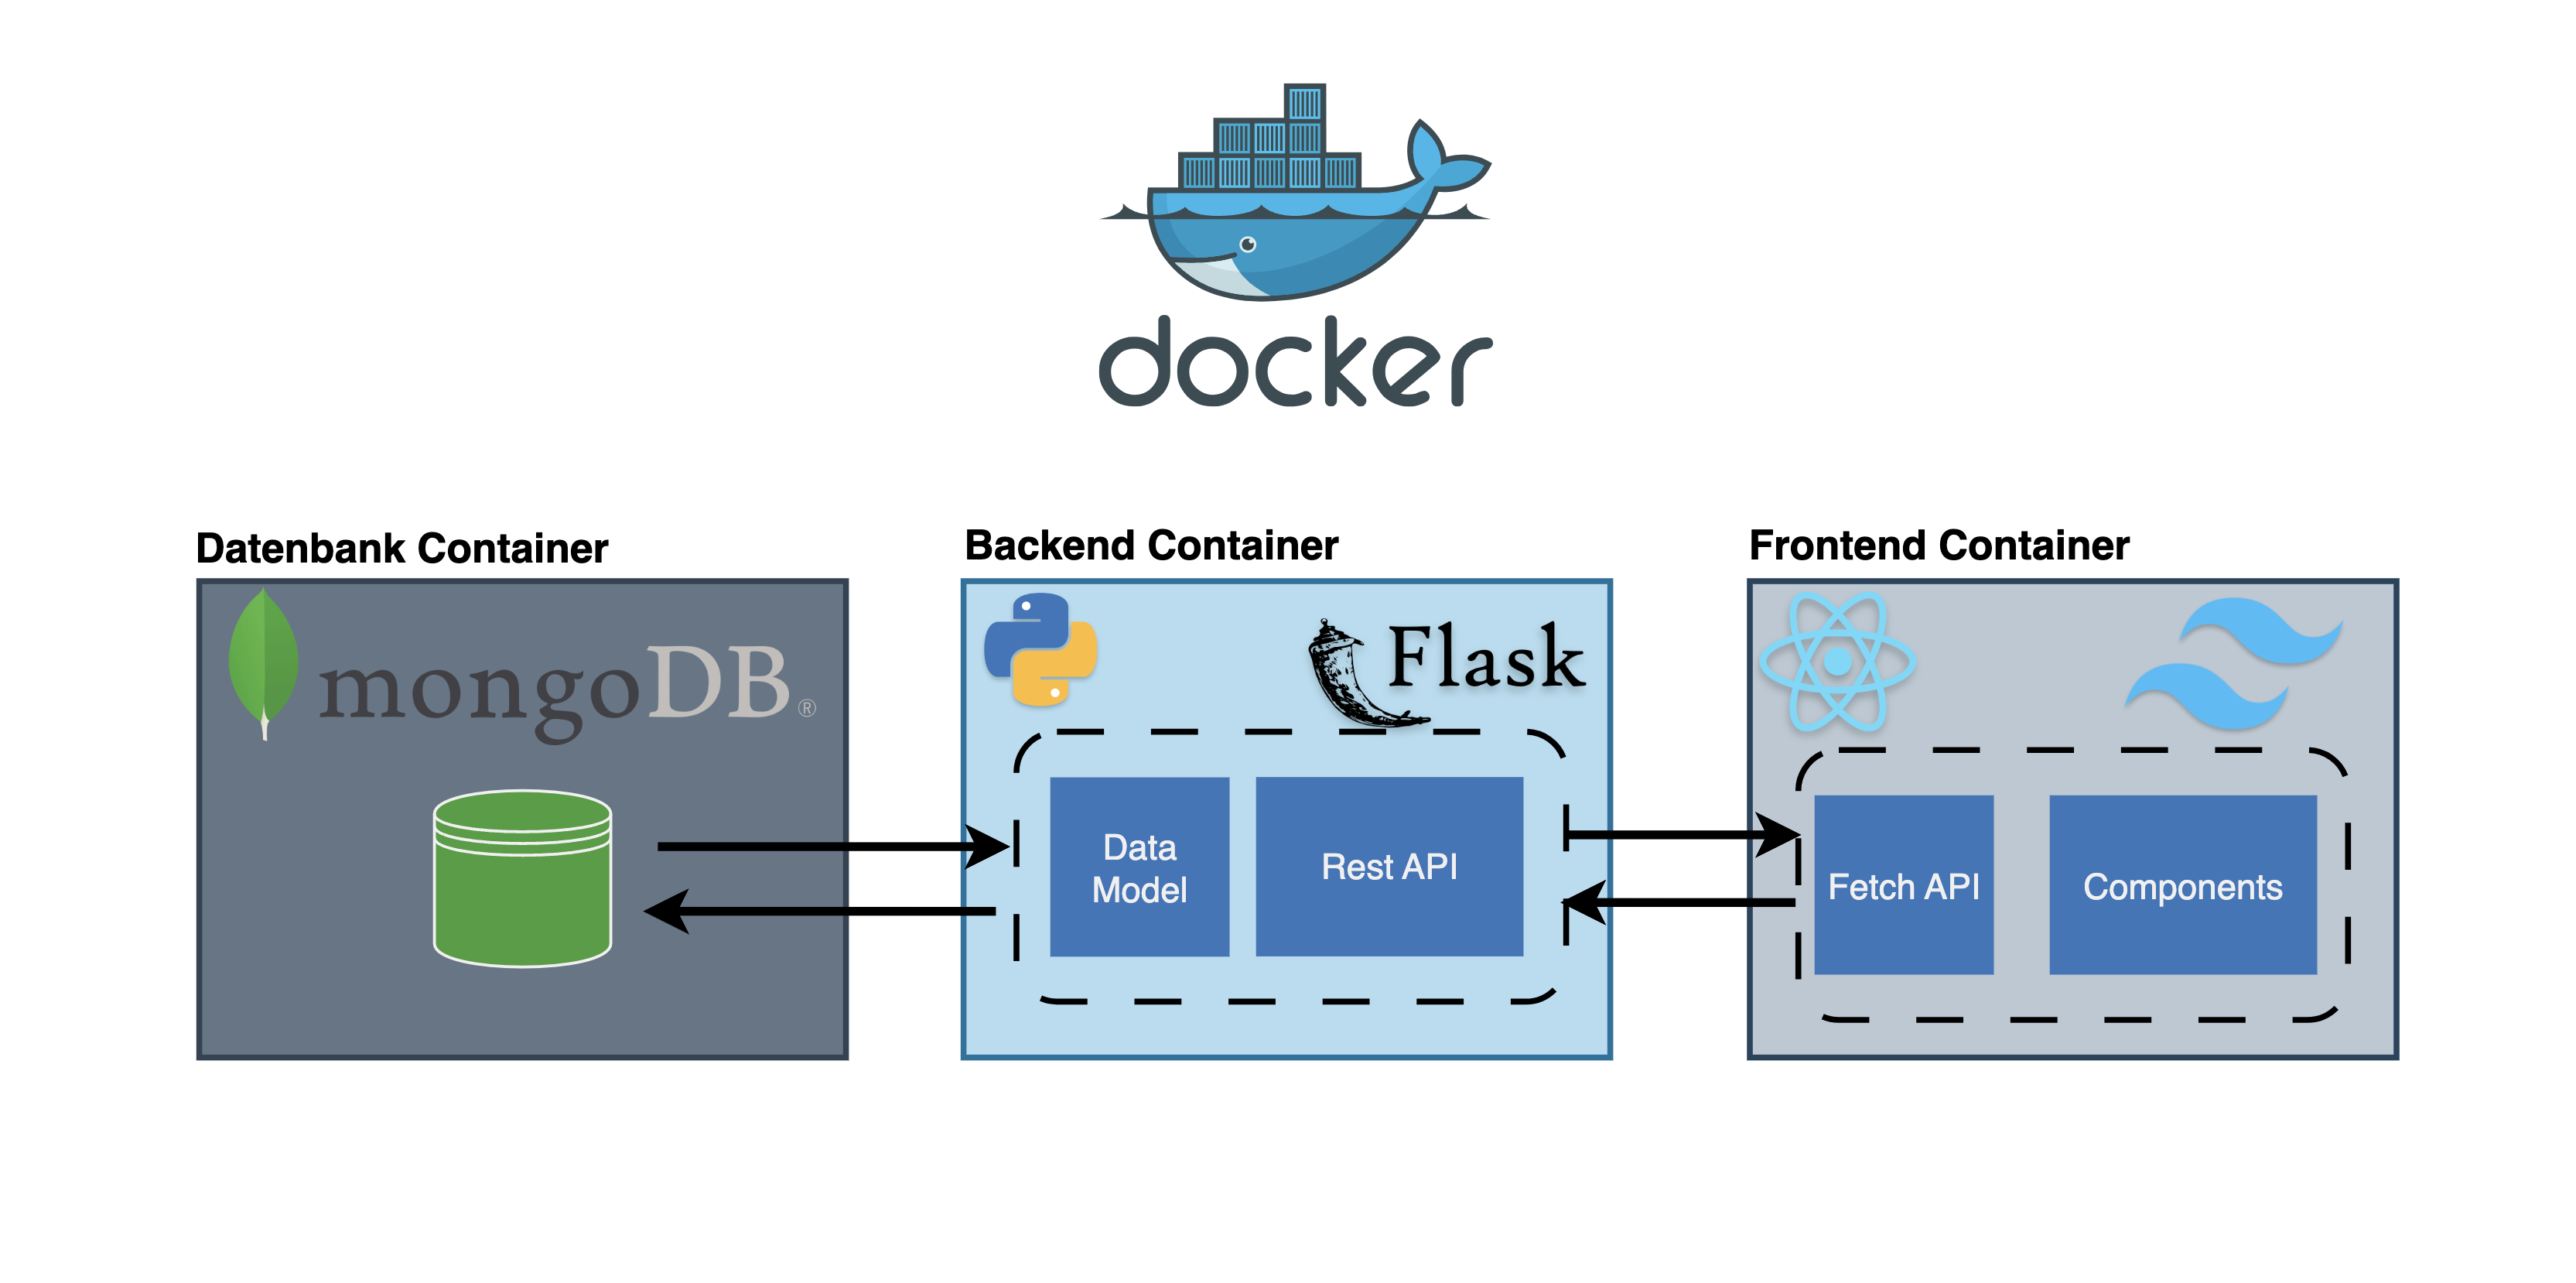 docker
Datenbank Container
Backend Container
Frontend Container
mongoDB®
Flask
Data
Model
Rest API
Fetch API
Components